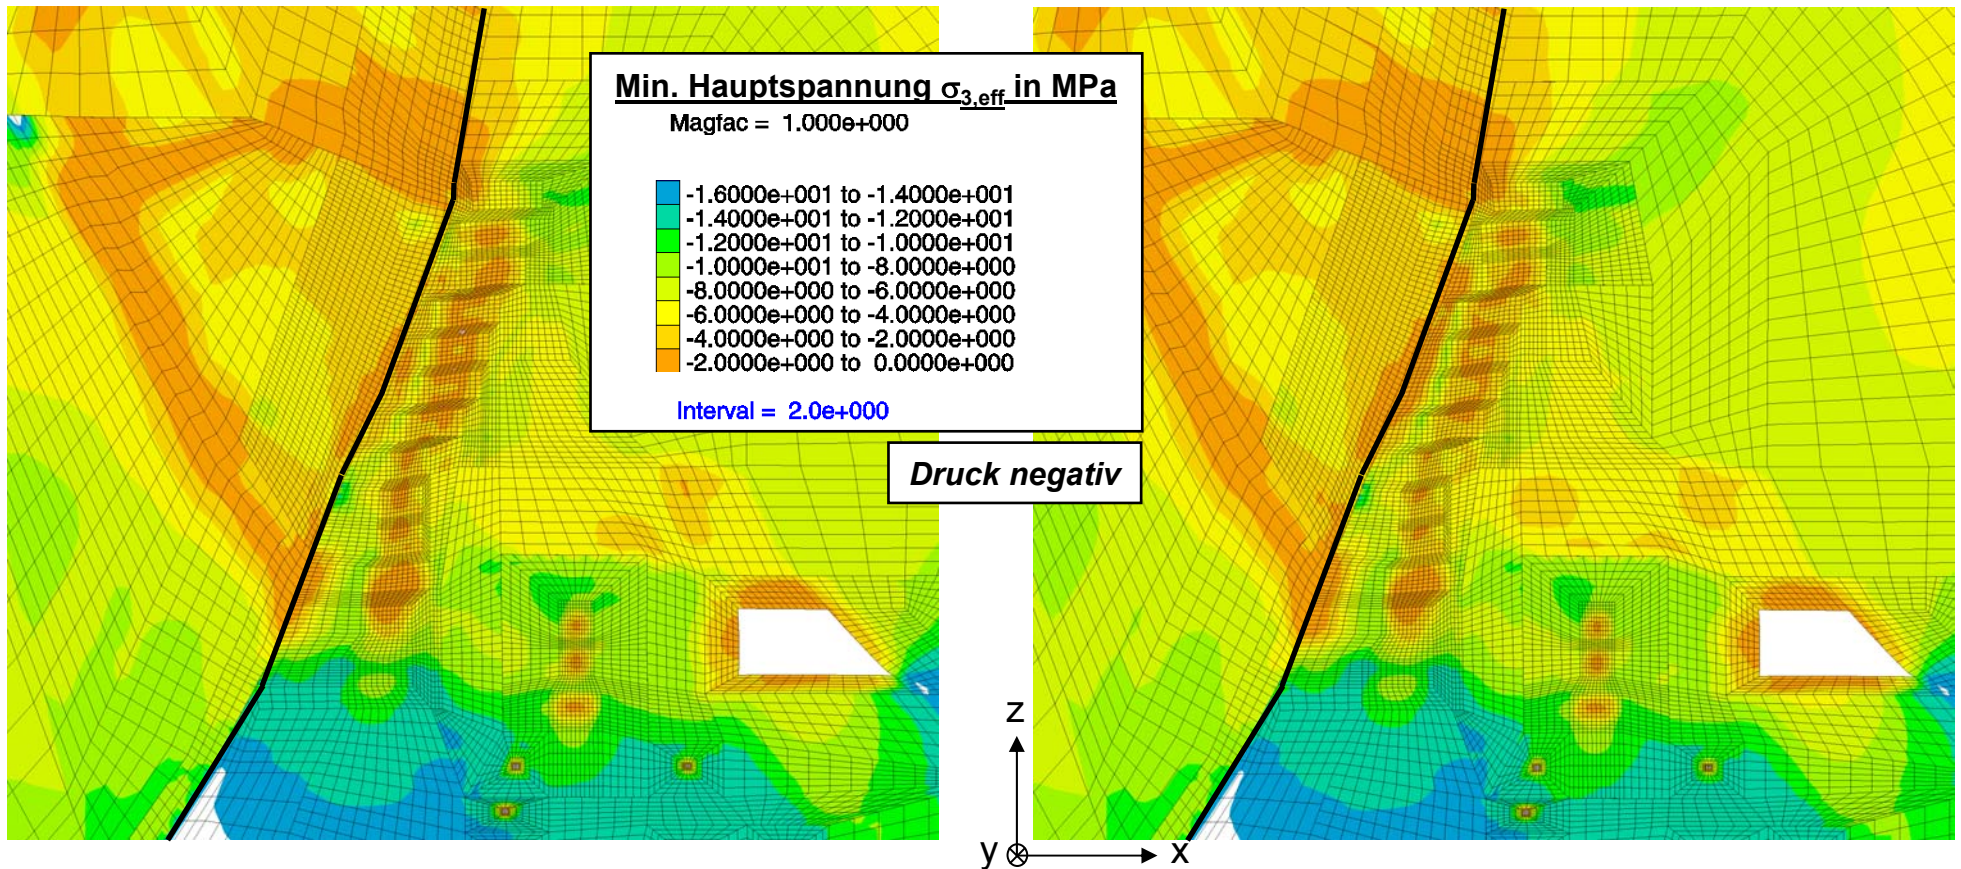 Min. Hauptspannung σ3,eff in MPa
Magfac = 1.000e+000
-1.6000e+001 to -1.4000e+001
-1.4000e+001 to -1.2000e+001
-1.2000e+001 to -1.0000e+001
-1.0000e+001 to -8.0000e+000
-8.0000e+000 to -6.0000e+000
-6.0000e+000 to -4.0000e+000
-4.0000e+000 to -2.0000e+000
-2.0000e+000 to 0.0000e+000
Interval = 2.0e+000
Druck negativ
z
y
x